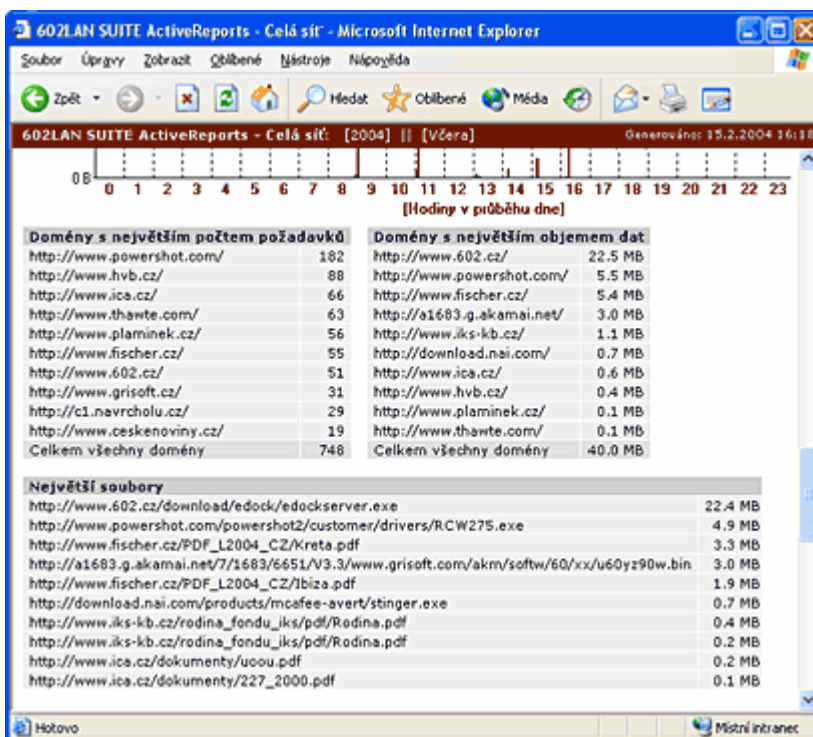 602LAN SUITE ActiveReports - Celá síť - Microsoft Internet Explorer
Soubor Úpravy Zobrazit Oblíbené Nástroje Nápověda
Zpět Hledat Oblíbené Média
602LAN SUITE ActiveReports - Celá síť: [2004] || [Včera] Generováno: 15.2.2004 16:18
0 B
0 1 2 3 4 5 6 7 8 9 10 11 12 13 14 15 16 17 18 19 20 21 22 23
[Hodiny v průběhu dne]
Domény s největším počtem požadavků
http://www.powershot.com/ 182
http://www.hvb.cz/ 88
http://www.ica.cz/ 66
http://www.thawte.com/ 63
http://www.plaminek.cz/ 56
http://www.fischer.cz/ 55
http://www.602.cz/ 51
http://www.grisoft.cz/ 31
http://c1.navrcholu.cz/ 29
http://www.ceskenoviny.cz/ 19
Celkem všechny domény 748
Domény s největším objemem dat
http://www.602.cz/ 22.5 MB
http://www.powershot.com/ 5.5 MB
http://www.fischer.cz/ 5.4 MB
http://a1683.g.akamai.net/ 3.0 MB
http://www.iks-kb.cz/ 1.1 MB
http://download.nai.com/ 0.7 MB
http://www.ica.cz/ 0.6 MB
http://www.hvb.cz/ 0.4 MB
http://www.plaminek.cz/ 0.1 MB
http://www.thawte.com/ 0.1 MB
Celkem všechny domény 40.0 MB
Největší soubory
http://www.602.cz/download/edock/edockserver.exe 22.4 MB
http://www.powershot.com/powershot2/customer/drivers/RCW275.exe 4.9 MB
http://www.fischer.cz/PDF_L2004_CZ/Kreta.pdf 3.3 MB
http://a1683.g.akamai.net/7/1683/6651/V3.3/www.grisoft.com/akm/softw/60/xx/u60yz90w.bin 3.0 MB
http://www.fischer.cz/PDF_L2004_CZ/Ibiza.pdf 1.9 MB
http://download.nai.com/products/mcafee-avert/stinger.exe 0.7 MB
http://www.iks-kb.cz/rodina_fondu_iks/pdf/Rodina.pdf 0.4 MB
http://www.iks-kb.cz/rodina_fondu_iks/pdf/Rodina.pdf 0.2 MB
http://www.ica.cz/dokumenty/uoou.pdf 0.2 MB
http://www.ica.cz/dokumenty/227_2000.pdf 0.1 MB
Hotovo Místní intranet